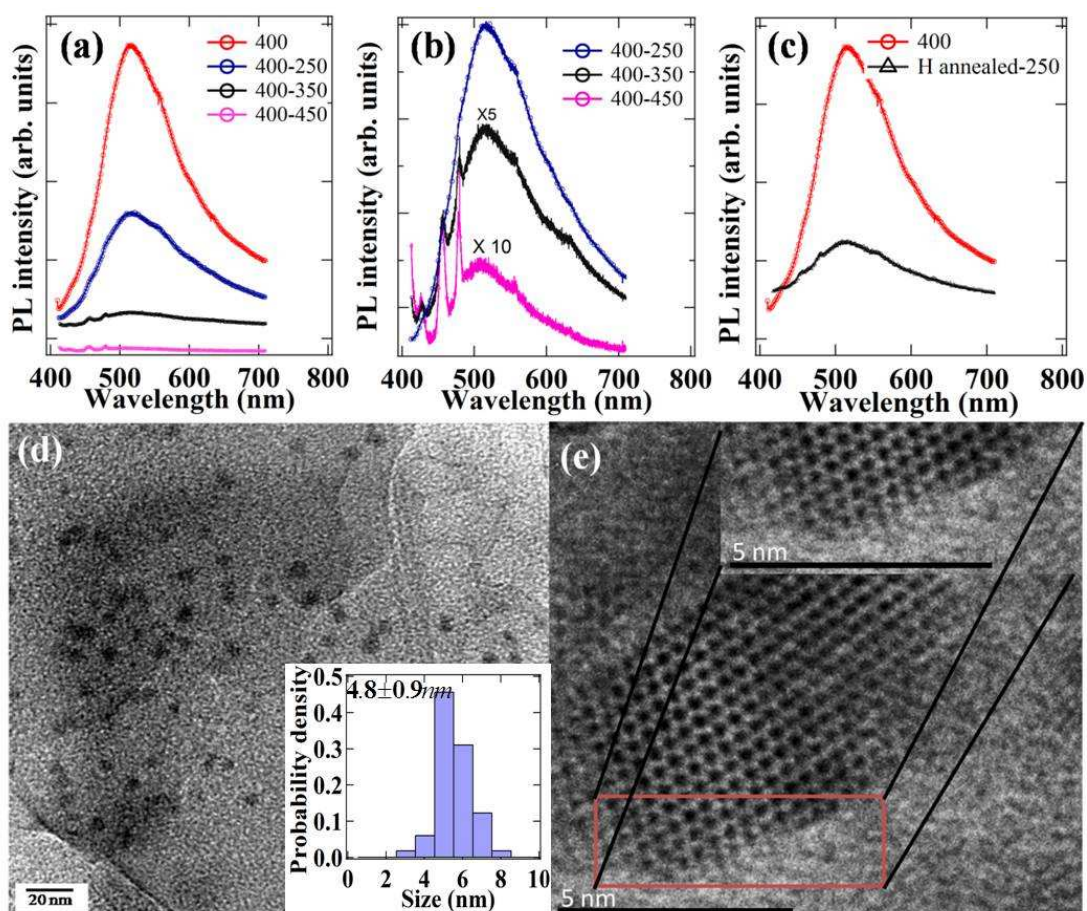 (a)
400
400-250
400-350
400-450
PL intensity (arb. units)
400 500 600 700 800
Wavelength (nm)
(b)
400-250
400-350
400-450
X5
X 10
PL intensity (arb. units)
400 500 600 700 800
Wavelength (nm)
(c)
400
H annealed-250
PL intensity (arb. units)
400 500 600 700 800
Wavelength (nm)
(d)
20 nm
4.8±0.9nm
Probability density
0.5
0.4
0.3
0.2
0.1
0.0
0 2 4 6 8 10
Size (nm)
(e)
5 nm
5 nm